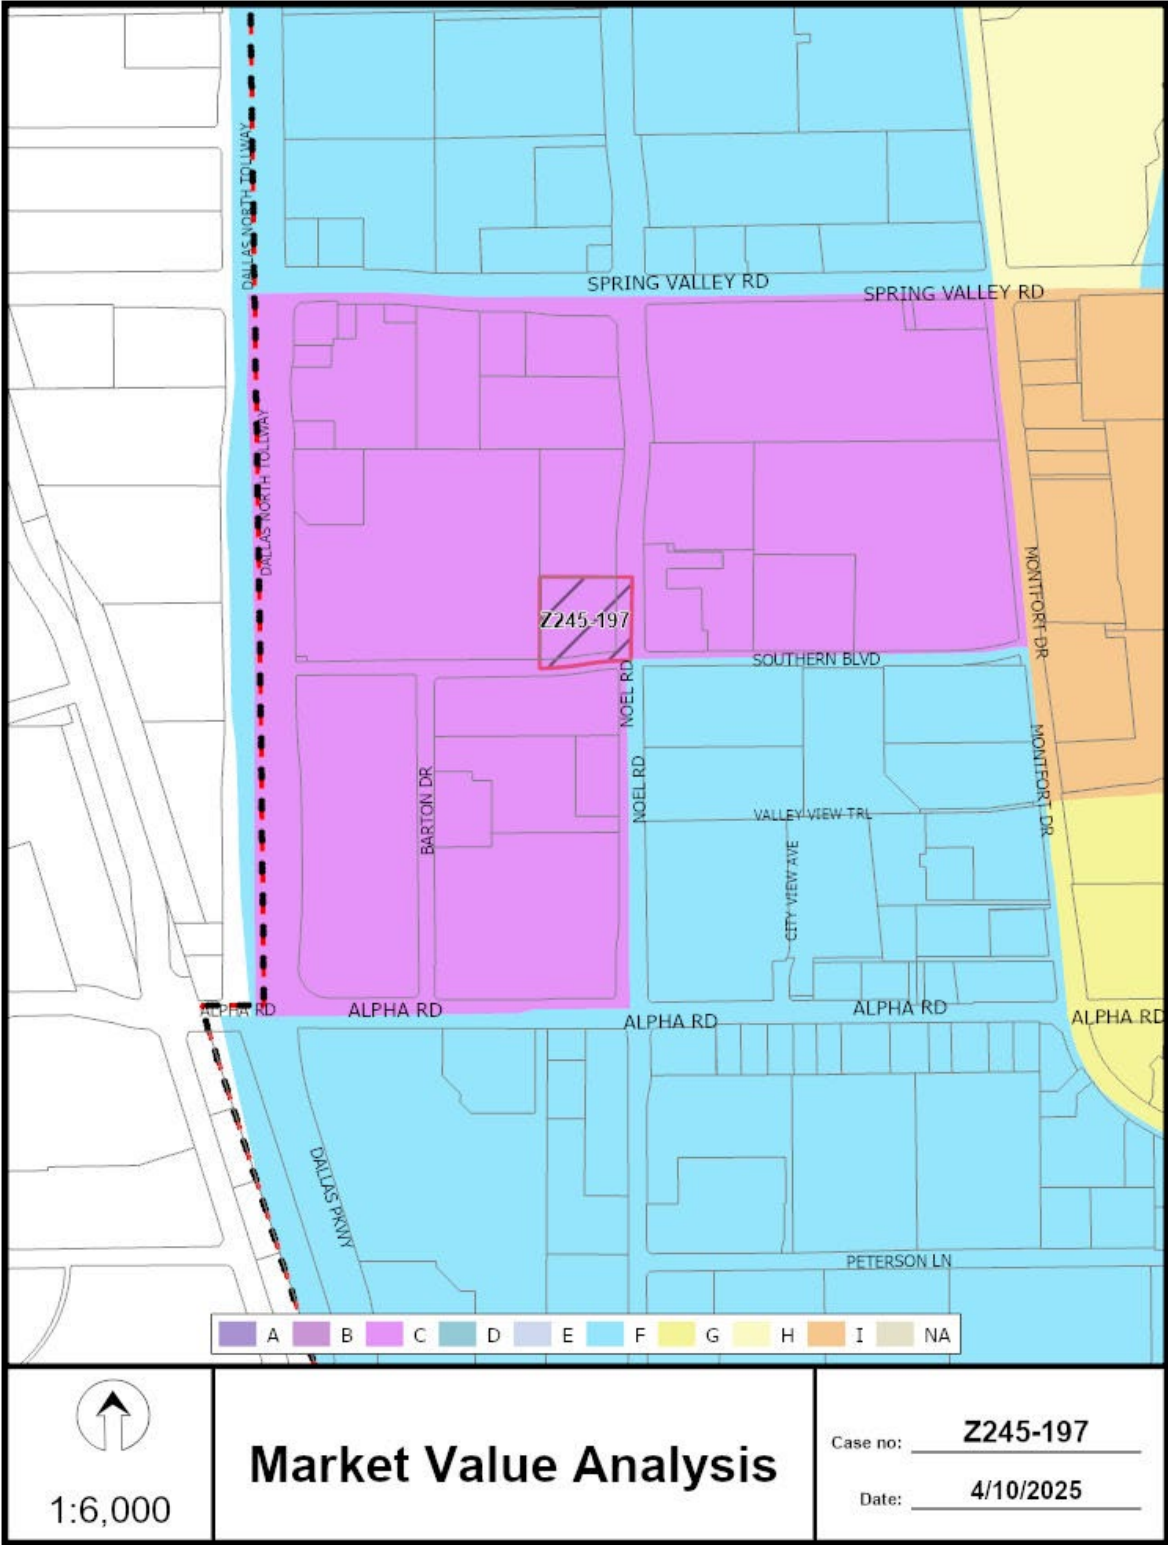 DALLAS NORTH TOLLWAY
SPRING VALLEY RD
SPRING VALLEY RD
DALLAS NORTH TOLLWAY
MONTFORT DR
Z245-197
SOUTHERN BLVD
NOEL RD
NOEL RD
MONTFORT DR
BARTON DR
VALLEY VIEW TRL
CITY VIEW AVE
ALPHA RD
ALPHA RD
ALPHA RD
ALPHA RD
ALPHA RD
DALLAS PKWY
PETERSON LN
A B C D E F G H I NA
1:6,000
Market Value Analysis
Case no: Z245-197
Date: 4/10/2025